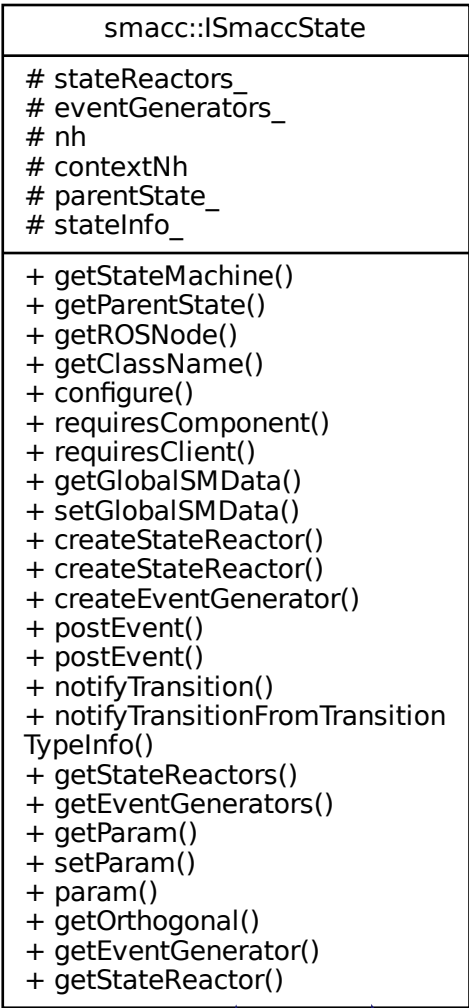 smacc::ISmaccState
# stateReactors_
# eventGenerators_
# nh
# contextNh
# parentState_
# stateInfo_
+ getStateMachine()
+ getParentState()
+ getROSNode()
+ getClassName()
+ configure()
+ requiresComponent()
+ requiresClient()
+ getGlobalSMData()
+ setGlobalSMData()
+ createStateReactor()
+ createStateReactor()
+ createEventGenerator()
+ postEvent()
+ postEvent()
+ notifyTransition()
+ notifyTransitionFromTransition
TypeInfo()
+ getStateReactors()
+ getEventGenerators()
+ getParam()
+ setParam()
+ param()
+ getOrthogonal()
+ getEventGenerator()
+ getStateReactor()